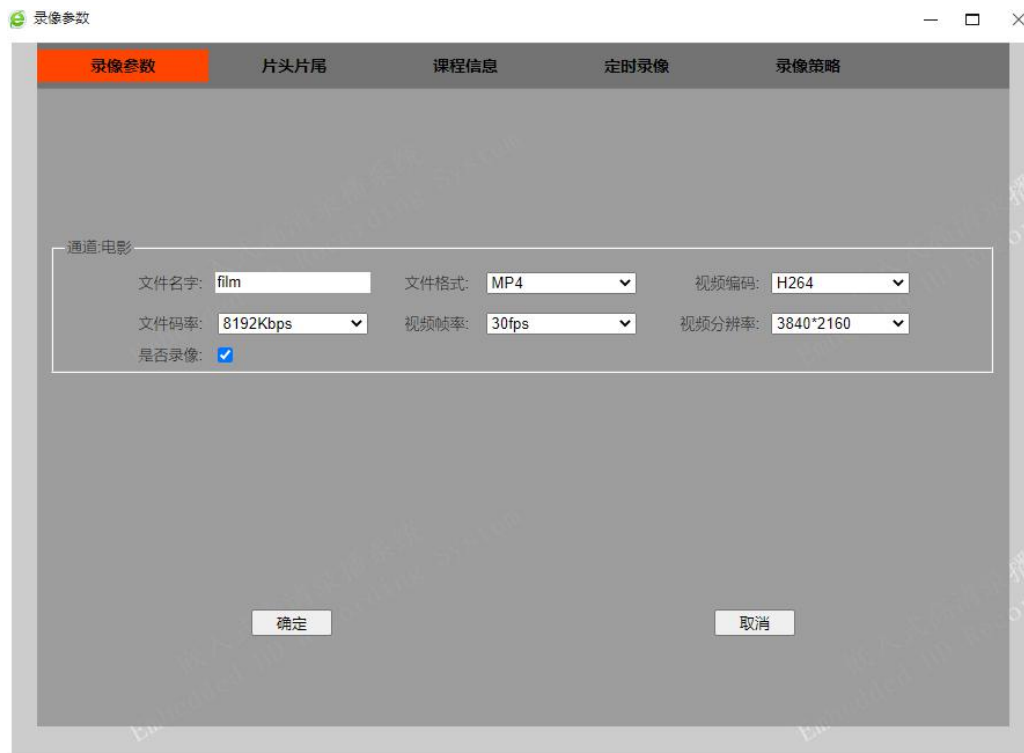 录像参数
录像参数 片头片尾 课程信息 定时录像 录像策略
通道:电影
文件名字: film 文件格式: MP4 视频编码: H264
文件码率: 8192Kbps 视频帧率: 30fps 视频分辨率: 3840*2160
是否录像:
确定 取消